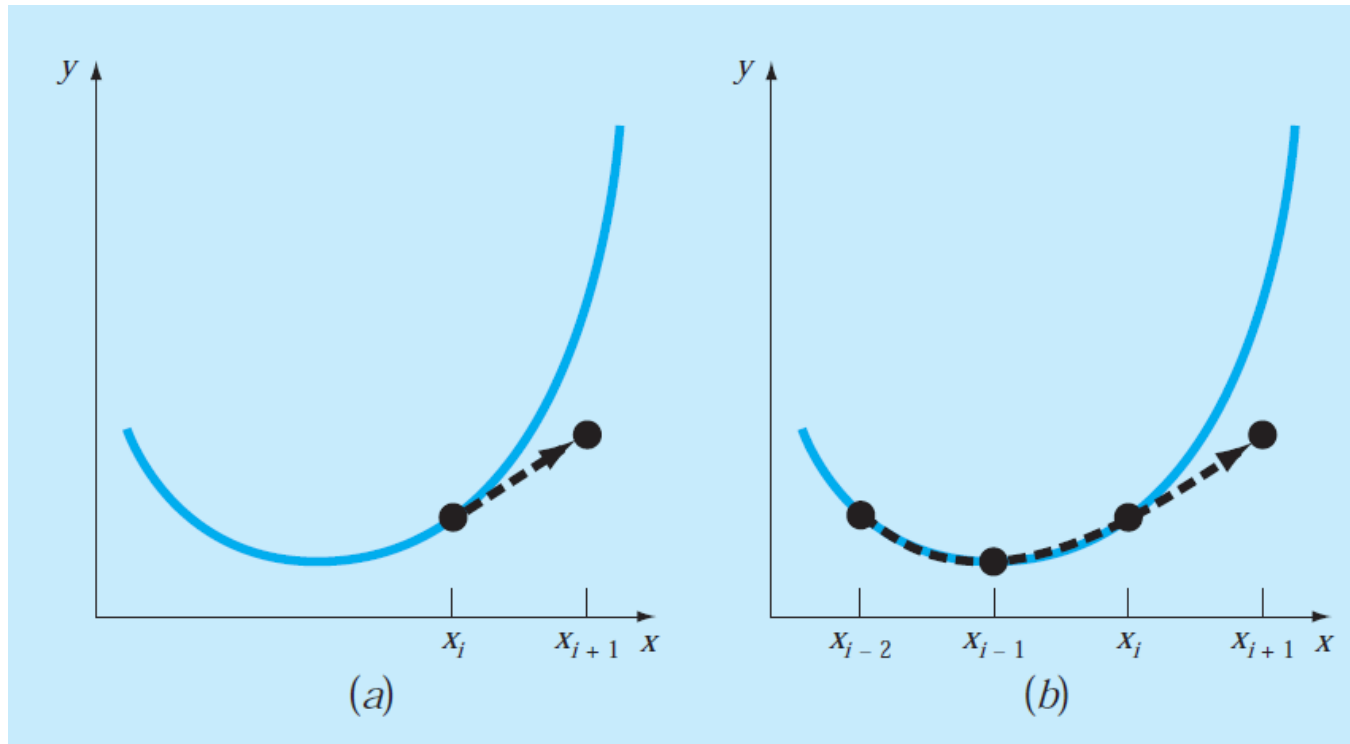 y
x_i
x_{i+1}
x
(a)
y
x_{i-2}
x_{i-1}
x_i
x_{i+1}
x
(b)